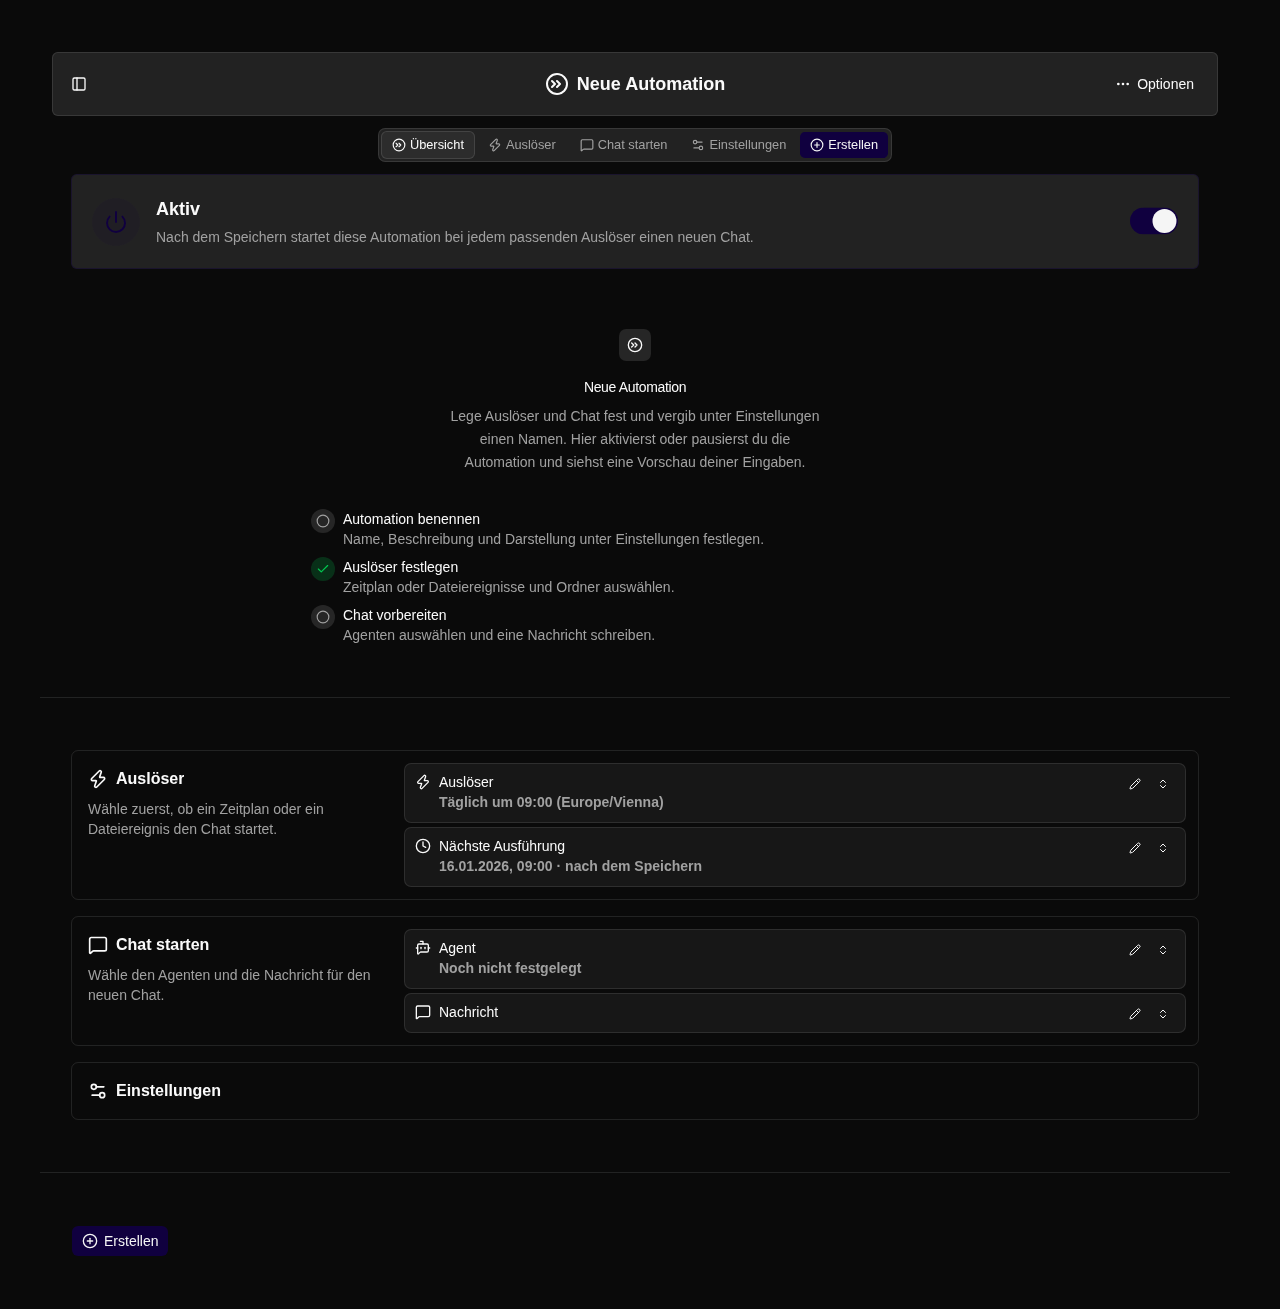 Neue Automation
Optionen
Übersicht
Auslöser
Chat starten
Einstellungen
Erstellen
Aktiv
Nach dem Speichern startet diese Automation bei jedem passenden Auslöser einen neuen Chat.
Neue Automation
Lege Auslöser und Chat fest und vergib unter Einstellungen
einen Namen. Hier aktivierst oder pausierst du die
Automation und siehst eine Vorschau deiner Eingaben.
Automation benennen
Name, Beschreibung und Darstellung unter Einstellungen festlegen.
Auslöser festlegen
Zeitplan oder Dateiereignisse und Ordner auswählen.
Chat vorbereiten
Agenten auswählen und eine Nachricht schreiben.
Auslöser
Wähle zuerst, ob ein Zeitplan oder ein
Dateiereignis den Chat startet.
Auslöser
Täglich um 09:00 (Europe/Vienna)
Nächste Ausführung
16.01.2026, 09:00 · nach dem Speichern
Chat starten
Wähle den Agenten und die Nachricht für den
neuen Chat.
Agent
Noch nicht festgelegt
Nachricht
Einstellungen
Erstellen